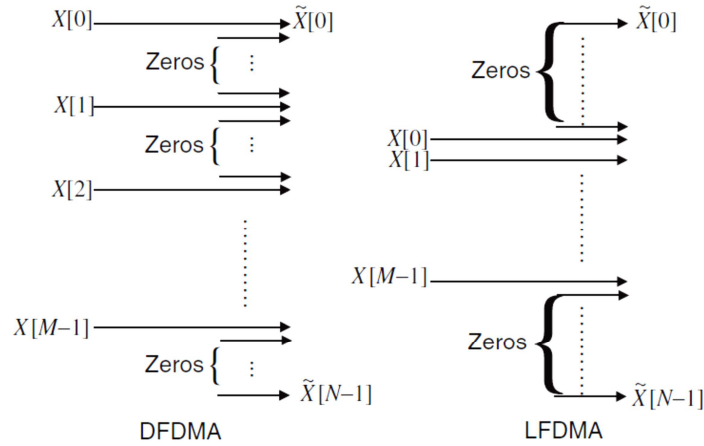 X[0] X̃[0]
Zeros { ⋮
X[1]
Zeros { ⋮
X[2]
X[M−1]
Zeros { ⋮
X̃[N−1]
DFDMA
X̃[0]
Zeros {
X[0]
X[1]
X[M−1]
Zeros {
X̃[N−1]
LFDMA